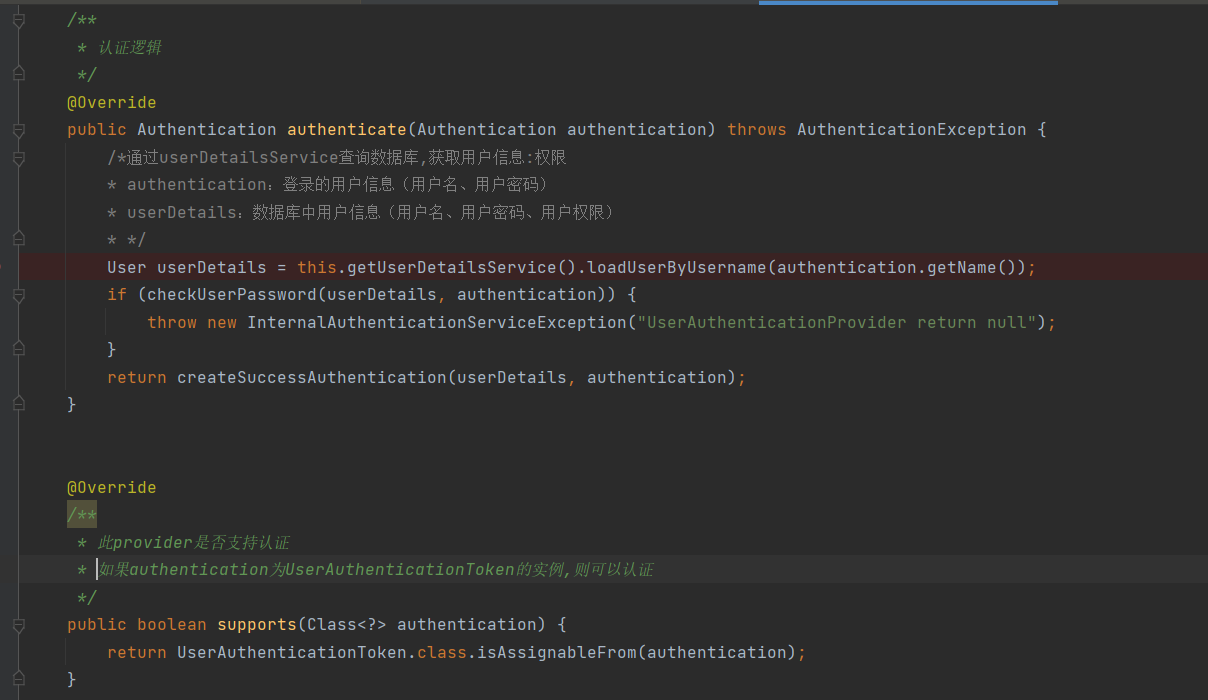 /**
 * 认证逻辑
 */
@Override
public Authentication authenticate(Authentication authentication) throws AuthenticationException {
    /*通过userDetailsService查询数据库,获取用户信息:权限
    * authentication：登录的用户信息（用户名、用户密码）
    * userDetails：数据库中用户信息（用户名、用户密码、用户权限）
    * */
    User userDetails = this.getUserDetailsService().loadUserByUsername(authentication.getName());
    if (checkUserPassword(userDetails, authentication)) {
        throw new InternalAuthenticationServiceException("UserAuthenticationProvider return null");
    }
    return createSuccessAuthentication(userDetails, authentication);
}
@Override
/**
 * 此provider是否支持认证
 * 如果authentication为UserAuthenticationToken的实例,则可以认证
 */
public boolean supports(Class<?> authentication) {
    return UserAuthenticationToken.class.isAssignableFrom(authentication);
}